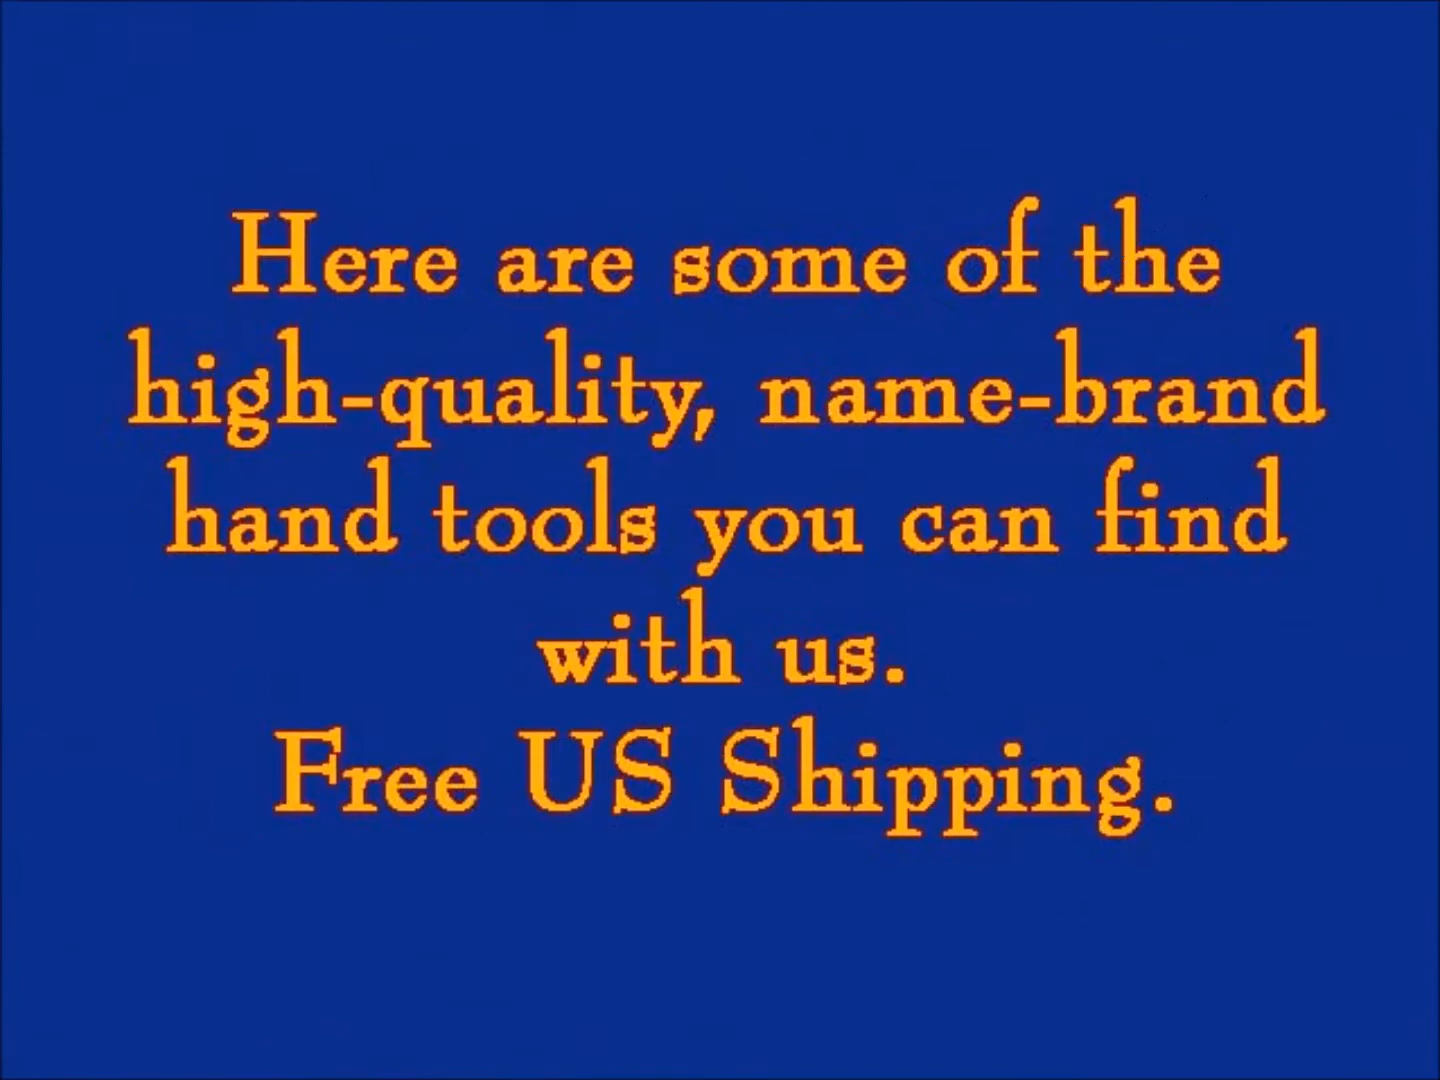 Here are some of the
high-quality, name-brand
hand tools you can find
with us.
Free US Shipping.